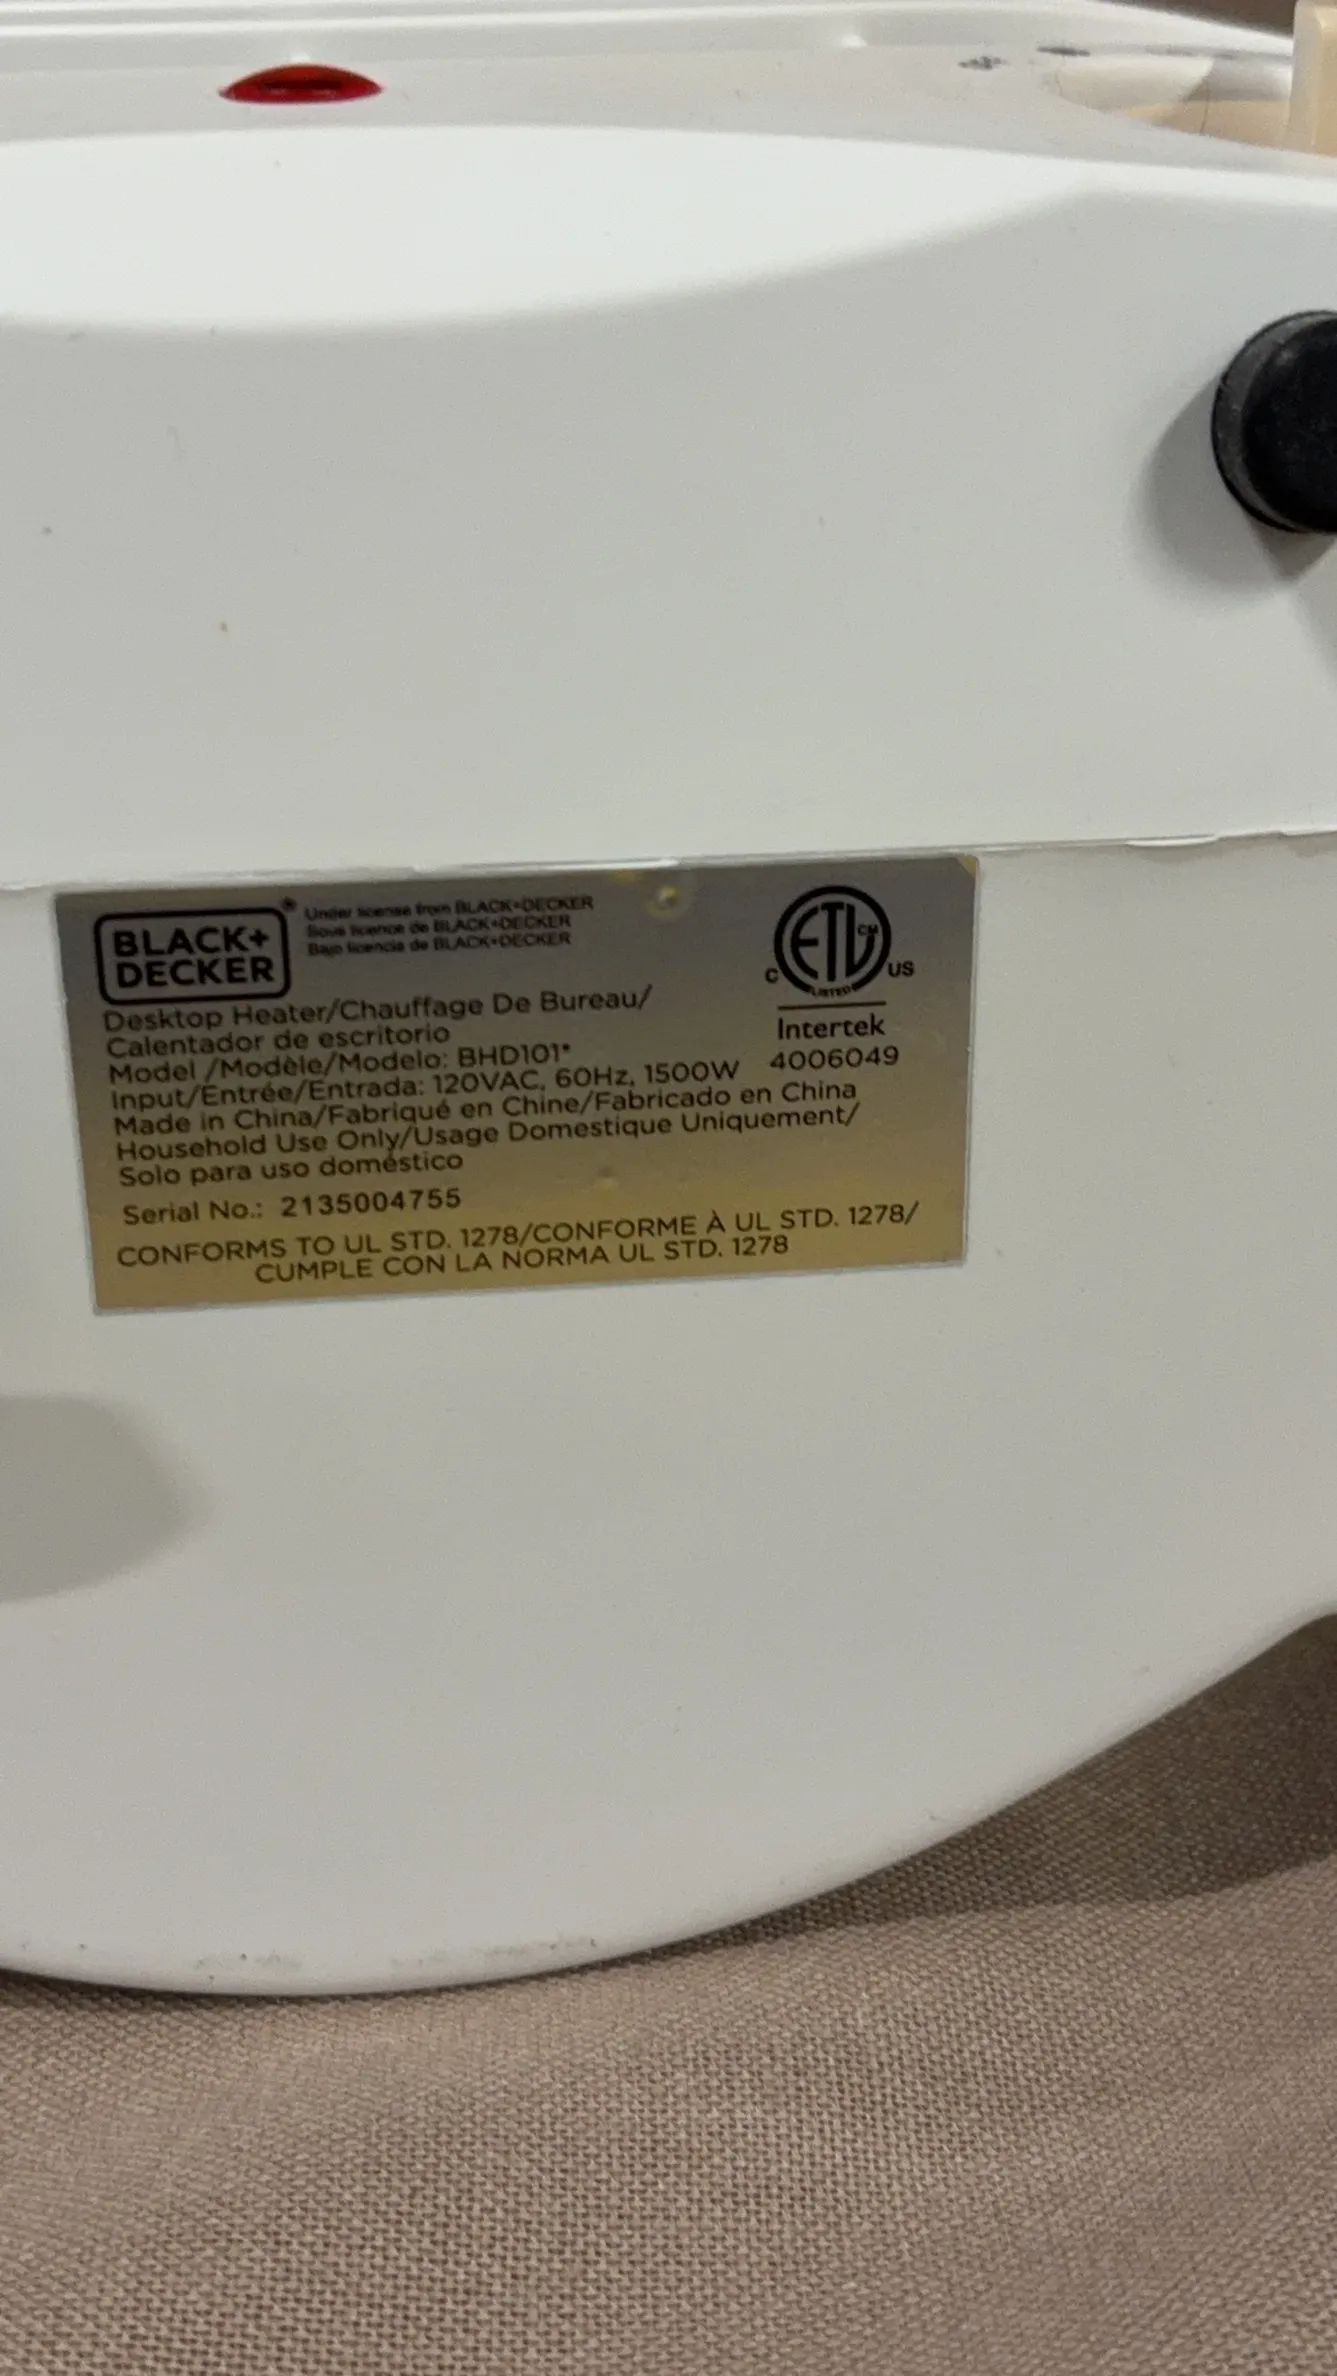 BLACK+
DECKER
®
Under license from BLACK+DECKER
Sous licence de BLACK+DECKER
Bajo licencia de BLACK+DECKER
Desktop Heater/Chauffage De Bureau/
Calentador de escritorio
Model /Modèle/Modelo: BHD101*
Input/Entrée/Entrada: 120VAC, 60Hz, 1500W
Made in China/Fabriqué en Chine/Fabricado en China
Household Use Only/Usage Domestique Uniquement/
Solo para uso doméstico
Serial No.: 2135004755
CONFORMS TO UL STD. 1278/CONFORME À UL STD. 1278/
CUMPLE CON LA NORMA UL STD. 1278
ETL CM
LISTED
C US
Intertek
4006049